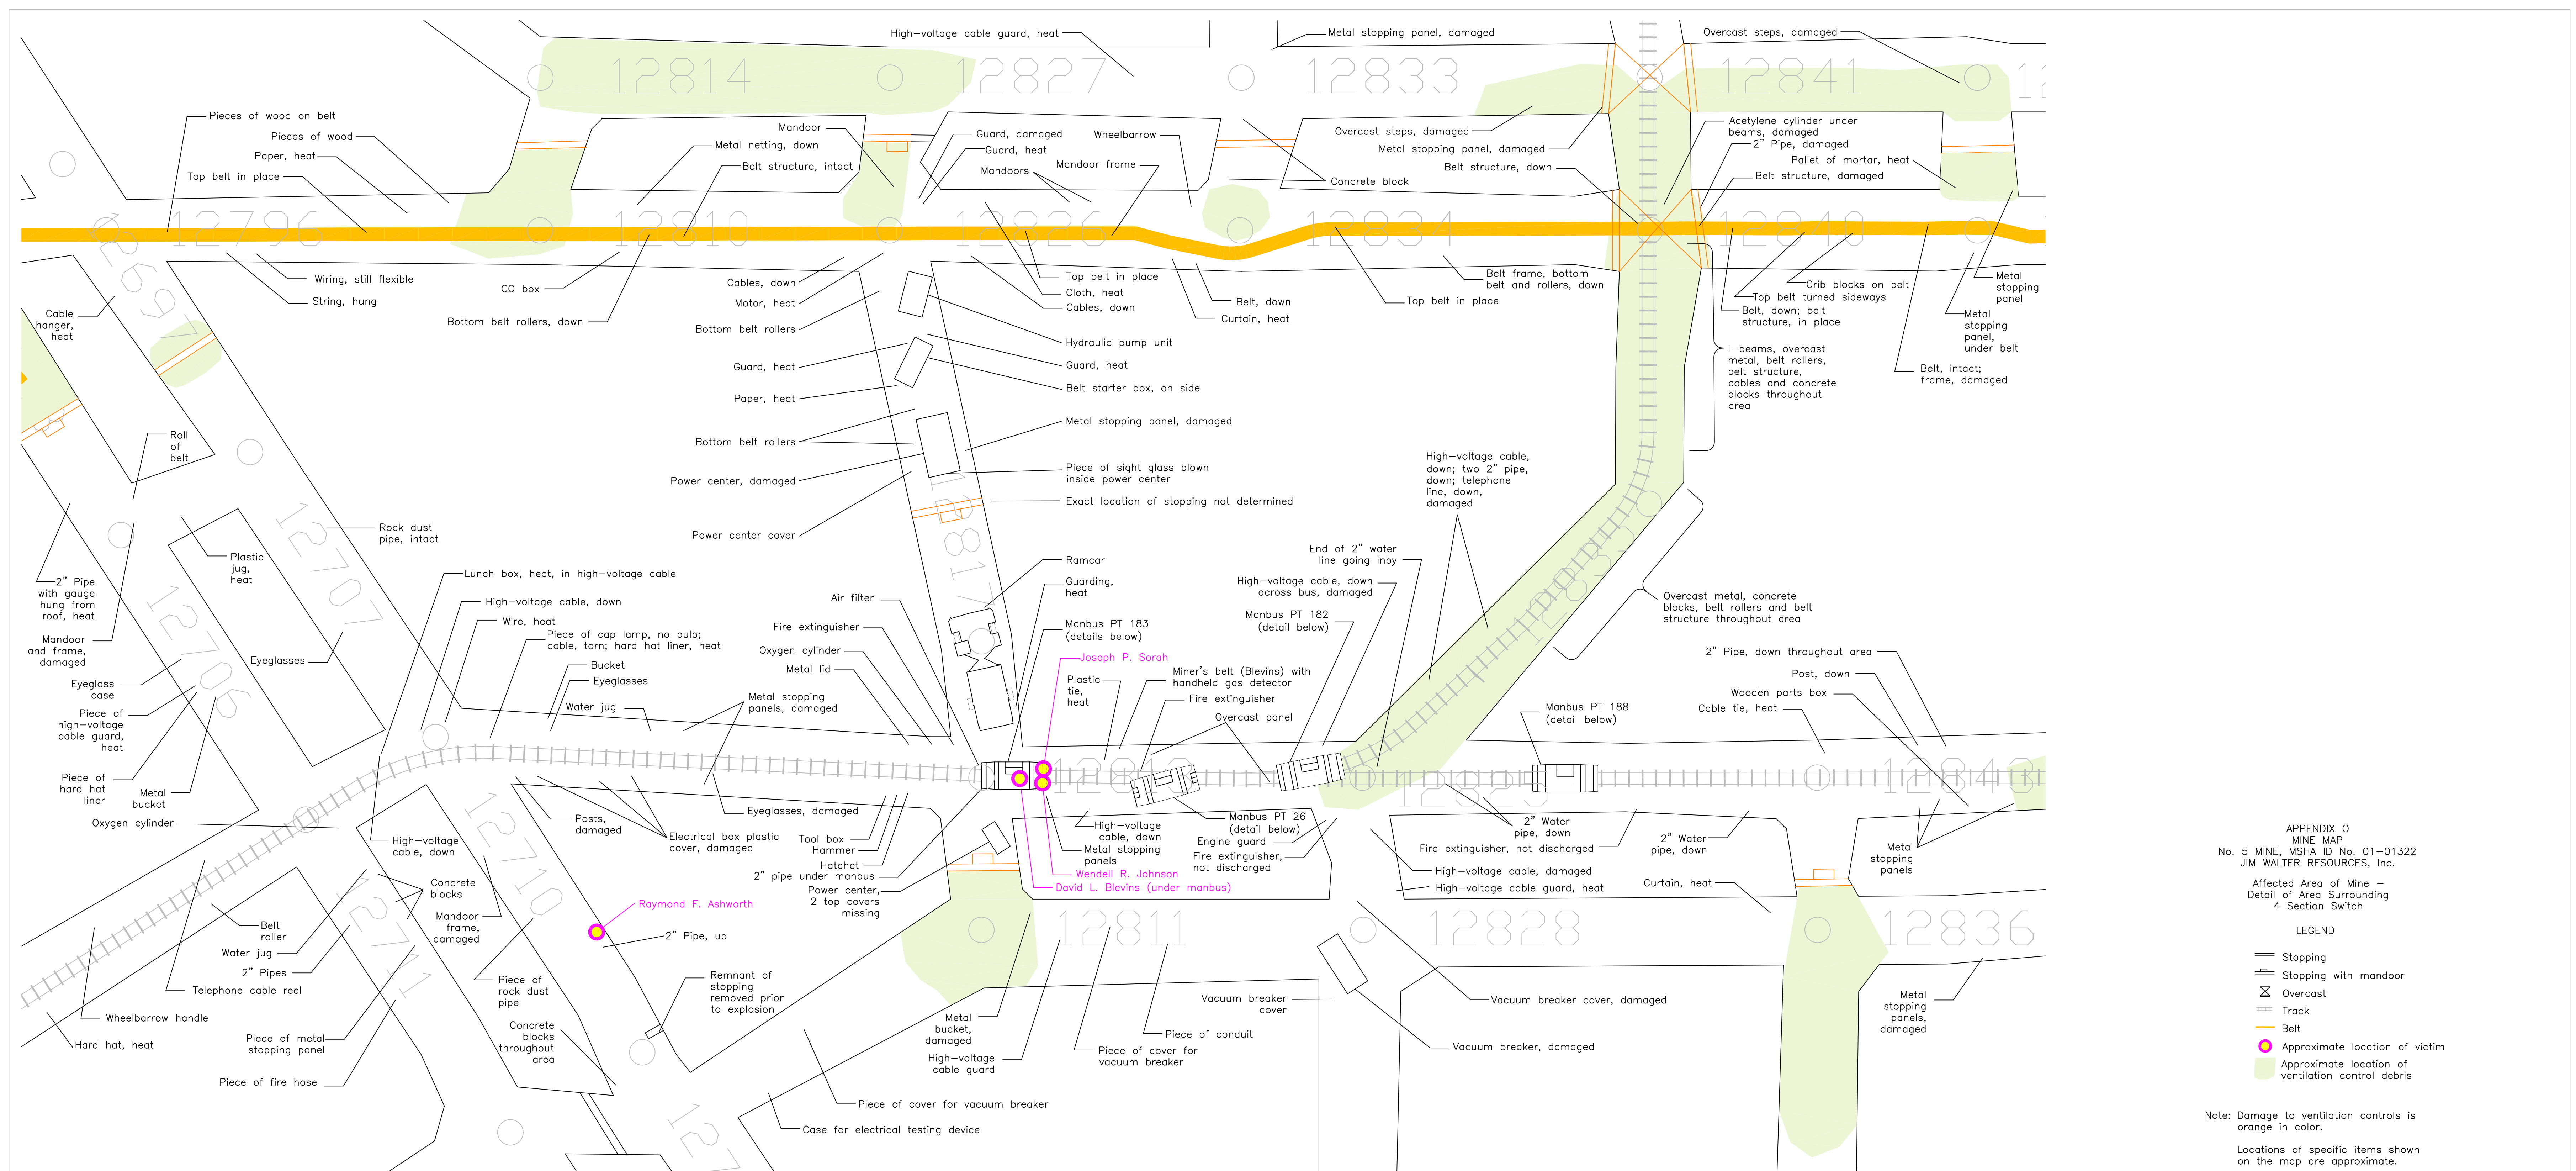 High-voltage cable guard, heat
Metal stopping panel, damaged
Overcast steps, damaged
12814
12827
12833
12841
Pieces of wood on belt
Pieces of wood
Paper, heat
Top belt in place
Metal netting, down
Belt structure, intact
Mandoor
Guard, damaged
Guard, heat
Mandoors
Wheelbarrow
Mandoor frame
Overcast steps, damaged
Metal stopping panel, damaged
Belt structure, down
Concrete block
Acetylene cylinder under
beams, damaged
2" Pipe, damaged
Pallet of mortar, heat
Belt structure, damaged
12796
12810
12826
12834
12840
12697
Wiring, still flexible
String, hung
CO box
Bottom belt rollers, down
Cables, down
Motor, heat
Bottom belt rollers
Top belt in place
Cloth, heat
Cables, down
Belt, down
Curtain, heat
Top belt in place
Belt frame, bottom
belt and rollers, down
Crib blocks on belt
Top belt turned sideways
Belt, down; belt
structure, in place
Metal
stopping
panel
Metal
stopping
panel,
under belt
Belt, intact;
frame, damaged
I-beams, overcast
metal, belt rollers,
belt structure,
cables and concrete
blocks throughout
area
Cable
hanger,
heat
Roll
of
belt
Guard, heat
Paper, heat
Bottom belt rollers
Power center, damaged
Power center cover
Hydraulic pump unit
Guard, heat
Belt starter box, on side
Metal stopping panel, damaged
Piece of sight glass blown
inside power center
Exact location of stopping not determined
High-voltage cable,
down; two 2" pipe,
down; telephone
line, down,
damaged
12707
Rock dust
pipe, intact
Plastic
jug,
heat
2" Pipe
with gauge
hung from
roof, heat
Mandoor
and frame,
damaged
12706
Eyeglasses
Eyeglass
case
Piece of
high-voltage
cable guard,
heat
Piece of
hard hat
liner
Metal
bucket
Oxygen cylinder
Lunch box, heat, in high-voltage cable
High-voltage cable, down
Wire, heat
Piece of cap lamp, no bulb;
cable, torn; hard hat liner, heat
Bucket
Eyeglasses
Water jug
Metal stopping
panels, damaged
Air filter
Fire extinguisher
Oxygen cylinder
Metal lid
12817
Ramcar
Guarding,
heat
Manbus PT 183
(details below)
Joseph P. Sorah
Plastic
tie,
heat
Miner's belt (Blevins) with
handheld gas detector
Fire extinguisher
Overcast panel
End of 2" water
line going inby
High-voltage cable, down
across bus, damaged
Manbus PT 182
(detail below)
Overcast metal, concrete
blocks, belt rollers and belt
structure throughout area
Manbus PT 188
(detail below)
2" Pipe, down throughout area
Post, down
Wooden parts box
Cable tie, heat
12843
Posts,
damaged
Eyeglasses, damaged
Electrical box plastic
cover, damaged
Tool box
Hammer
Hatchet
2" pipe under manbus
Power center,
2 top covers
missing
High-voltage
cable, down
Metal stopping
panels
Wendell R. Johnson
David L. Blevins (under manbus)
Manbus PT 26
(detail below)
Engine guard
Fire extinguisher,
not discharged
2" Water
pipe, down
Fire extinguisher, not discharged
High-voltage cable, damaged
High-voltage cable guard, heat
2" Water
pipe, down
Curtain, heat
Metal
stopping
panels
High-voltage
cable, down
Concrete
blocks
Mandoor
frame,
damaged
12710
12711
Belt
roller
Water jug
2" Pipes
Telephone cable reel
Wheelbarrow handle
Hard hat, heat
Piece of metal
stopping panel
Piece of fire hose
Piece of
rock dust
pipe
Concrete
blocks
throughout
area
Raymond F. Ashworth
2" Pipe, up
Remnant of
stopping
removed prior
to explosion
12811
12828
12836
Metal
bucket,
damaged
High-voltage
cable guard
Piece of conduit
Piece of cover for
vacuum breaker
Vacuum breaker
cover
Vacuum breaker cover, damaged
Vacuum breaker, damaged
Metal
stopping
panels,
damaged
Piece of cover for vacuum breaker
Case for electrical testing device
APPENDIX O
MINE MAP
No. 5 MINE, MSHA ID No. 01-01322
JIM WALTER RESOURCES, Inc.
Affected Area of Mine -
Detail of Area Surrounding
4 Section Switch
LEGEND
Stopping
Stopping with mandoor
Overcast
Track
Belt
Approximate location of victim
Approximate location of
ventilation control debris
Note: Damage to ventilation controls is
orange in color.
Locations of specific items shown
on the map are approximate.